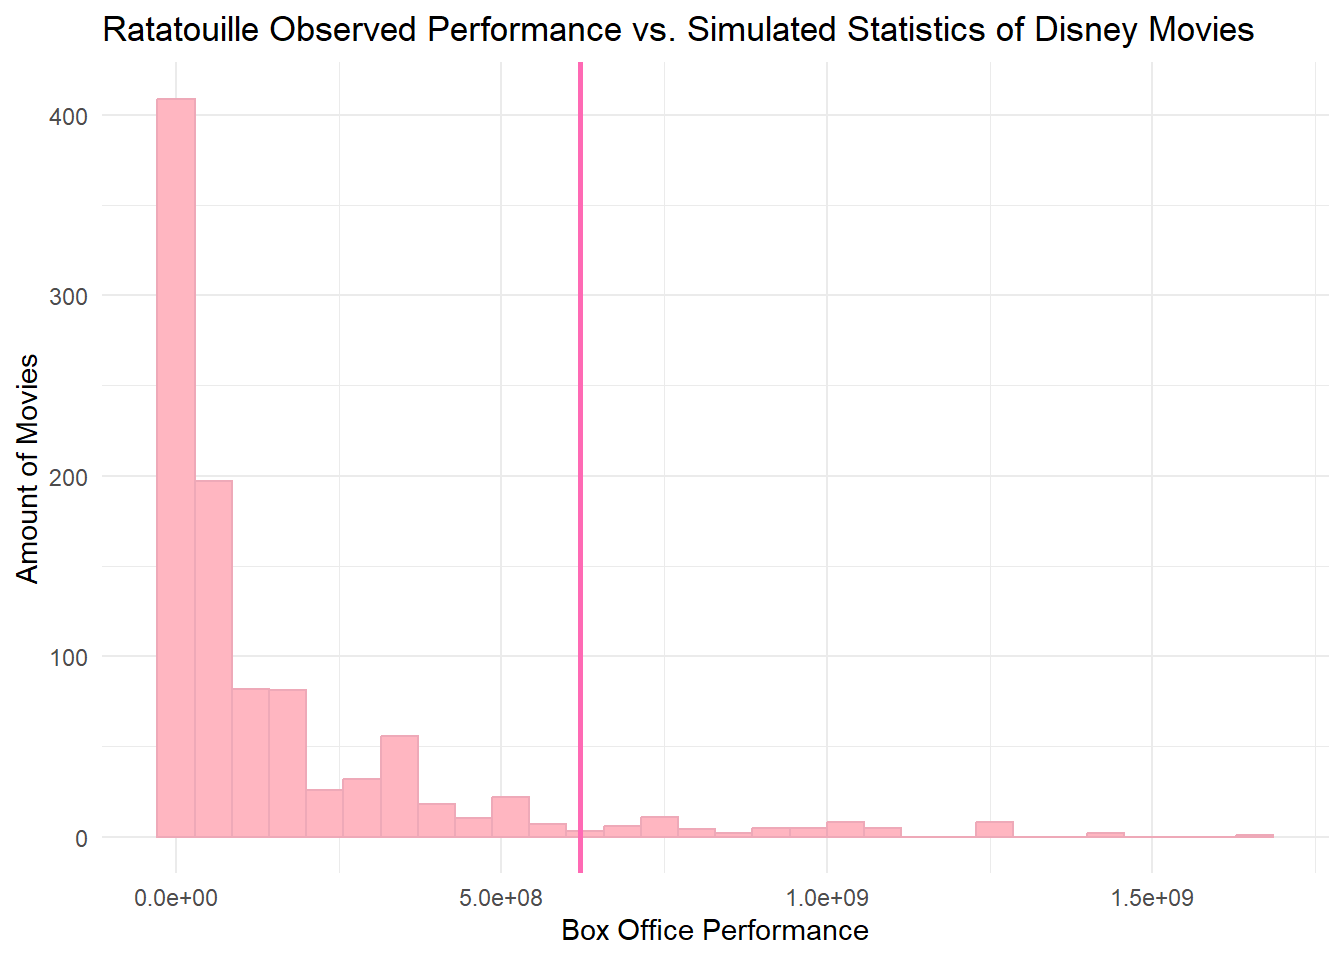 Ratatouille Observed Performance vs. Simulated Statistics of Disney Movies
Amount of Movies
400
300
200
100
0
0.0e+00 5.0e+08 1.0e+09 1.5e+09
Box Office Performance